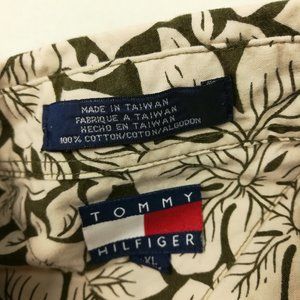 MADE IN TAIWAN
FABRIQUE A TAIWAN
HECHO EN TAIWAN
100% COTTON/COTON/ALGODON
TOMMY
HILFIGER
XL